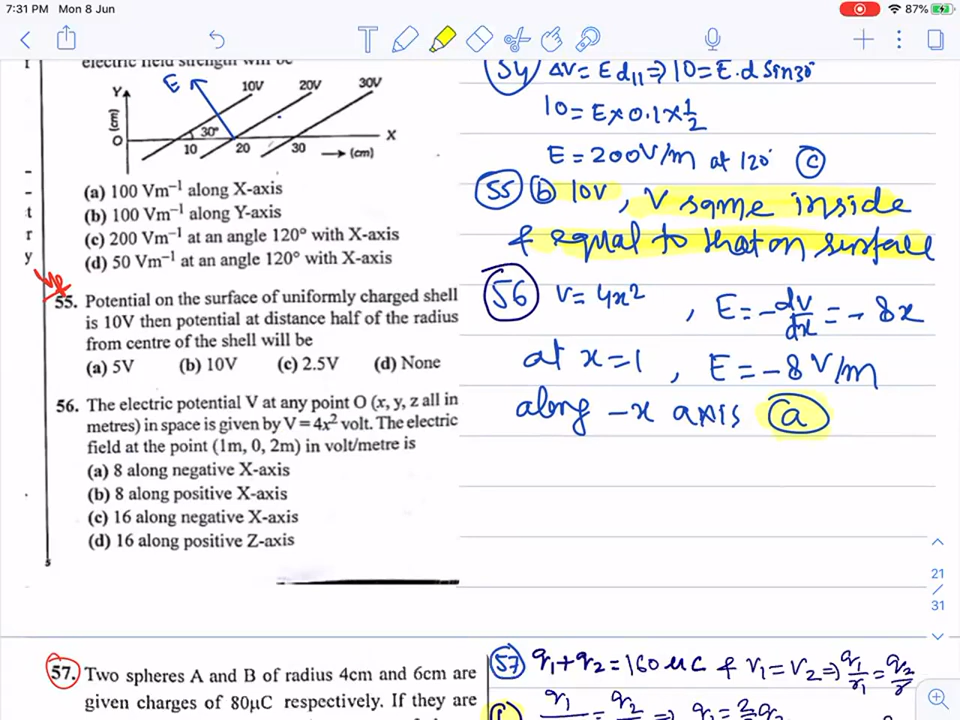 7:31 PM Mon 8 Jun
87%
electric field strength will be
Y
(cm)
O
E
10V
20V
30V
30°
X
10
20
30
(cm)
(a) 100 Vm⁻¹ along X-axis
(b) 100 Vm⁻¹ along Y-axis
(c) 200 Vm⁻¹ at an angle 120° with X-axis
(d) 50 Vm⁻¹ at an angle 120° with X-axis
55. Potential on the surface of uniformly charged shell
is 10V then potential at distance half of the radius
from centre of the shell will be
(a) 5V (b) 10V (c) 2.5V (d) None
56. The electric potential V at any point O (x, y, z all in
metres) in space is given by V = 4x² volt. The electric
field at the point (1m, 0, 2m) in volt/metre is
(a) 8 along negative X-axis
(b) 8 along positive X-axis
(c) 16 along negative X-axis
(d) 16 along positive Z-axis
57. Two spheres A and B of radius 4cm and 6cm are
given charges of 80μC respectively. If they are
54 ΔV = Ed11 ⇒ 10 = E.d sin30°
10 = E × 0.1 × 1/2
E = 200V/m at 120° (c)
55 (b) 10V, V same inside
& equal to that on surface
56 V = 4x² , E = -dv/dx = -8x
at x = 1 , E = -8 V/m
along -x axis (a)
57 q1 + q2 = 160 μC & V1 = V2 ⇒ q1/r1 = q2/r
21
/
31